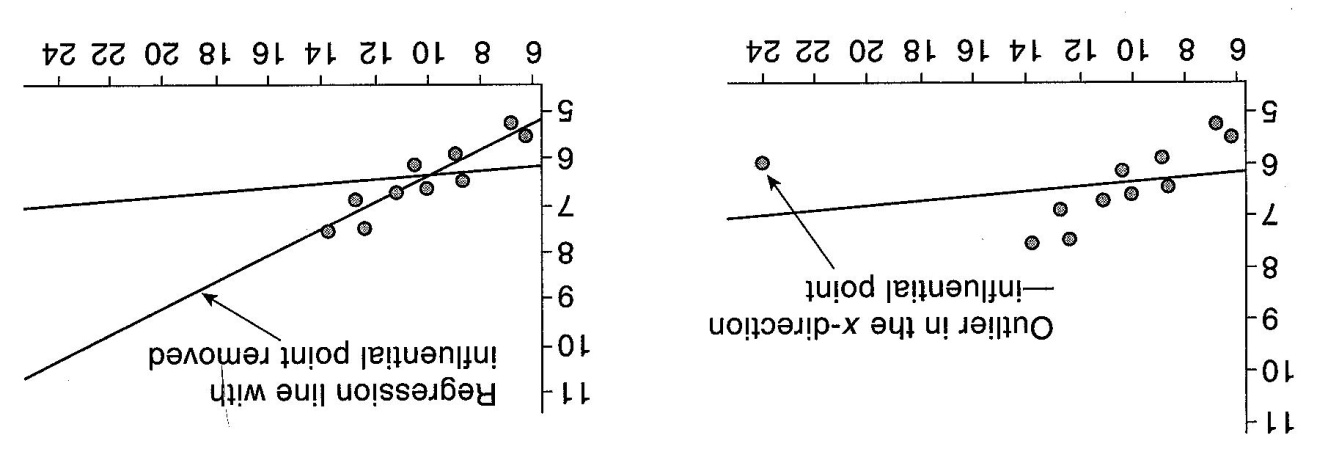 11
10
9
8
7
6
5
Outlier in the x-direction
—influential point
6 8 10 12 14 16 18 20 22 24
11
10
9
8
7
6
5
Regression line with
influential point removed
6 8 10 12 14 16 18 20 22 24